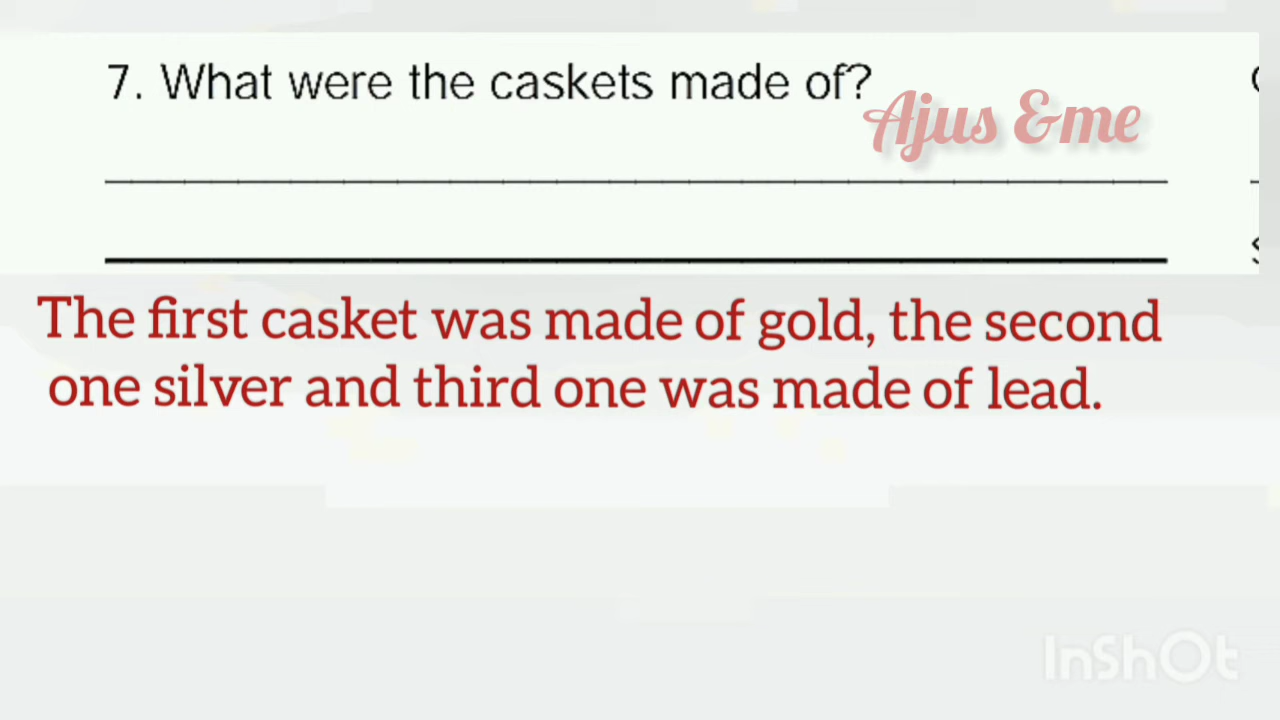 7. What were the caskets made of?
Ajus &me
The first casket was made of gold, the second
one silver and third one was made of lead.
InShOt